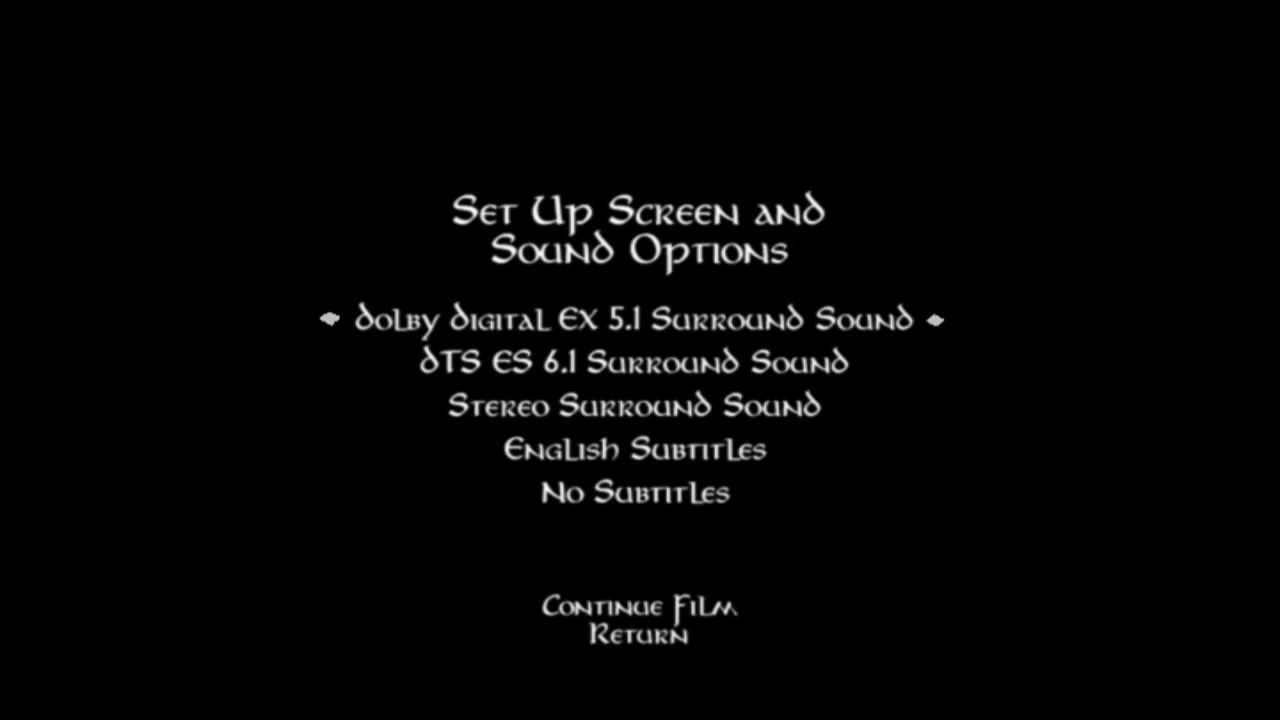 Set Up Screen and
Sound Options
Dolby Digital EX 5.1 Surround Sound
DTS ES 6.1 Surround Sound
Stereo Surround Sound
English Subtitles
No Subtitles
Continue Film
Return